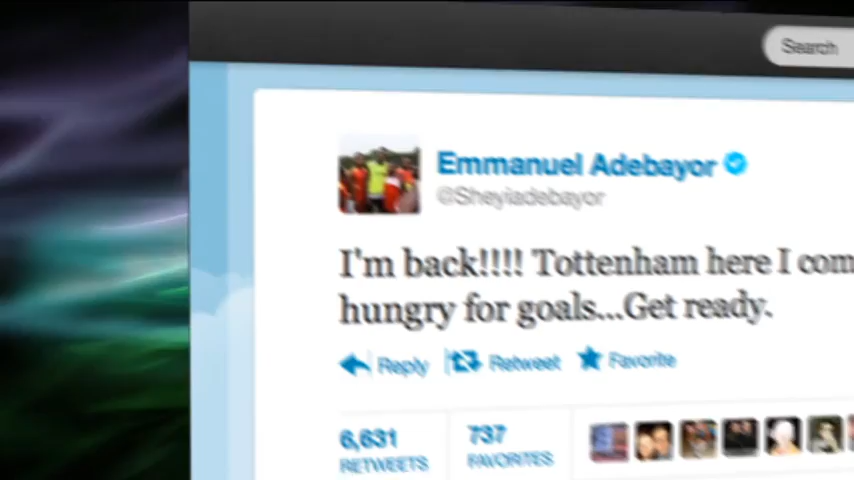 Search
Emmanuel Adebayor
@Sheyiadebayor
I'm back!!!! Tottenham here I com
hungry for goals...Get ready.
Reply Retweet Favorite
6,631 737
RETWEETS FAVORITES